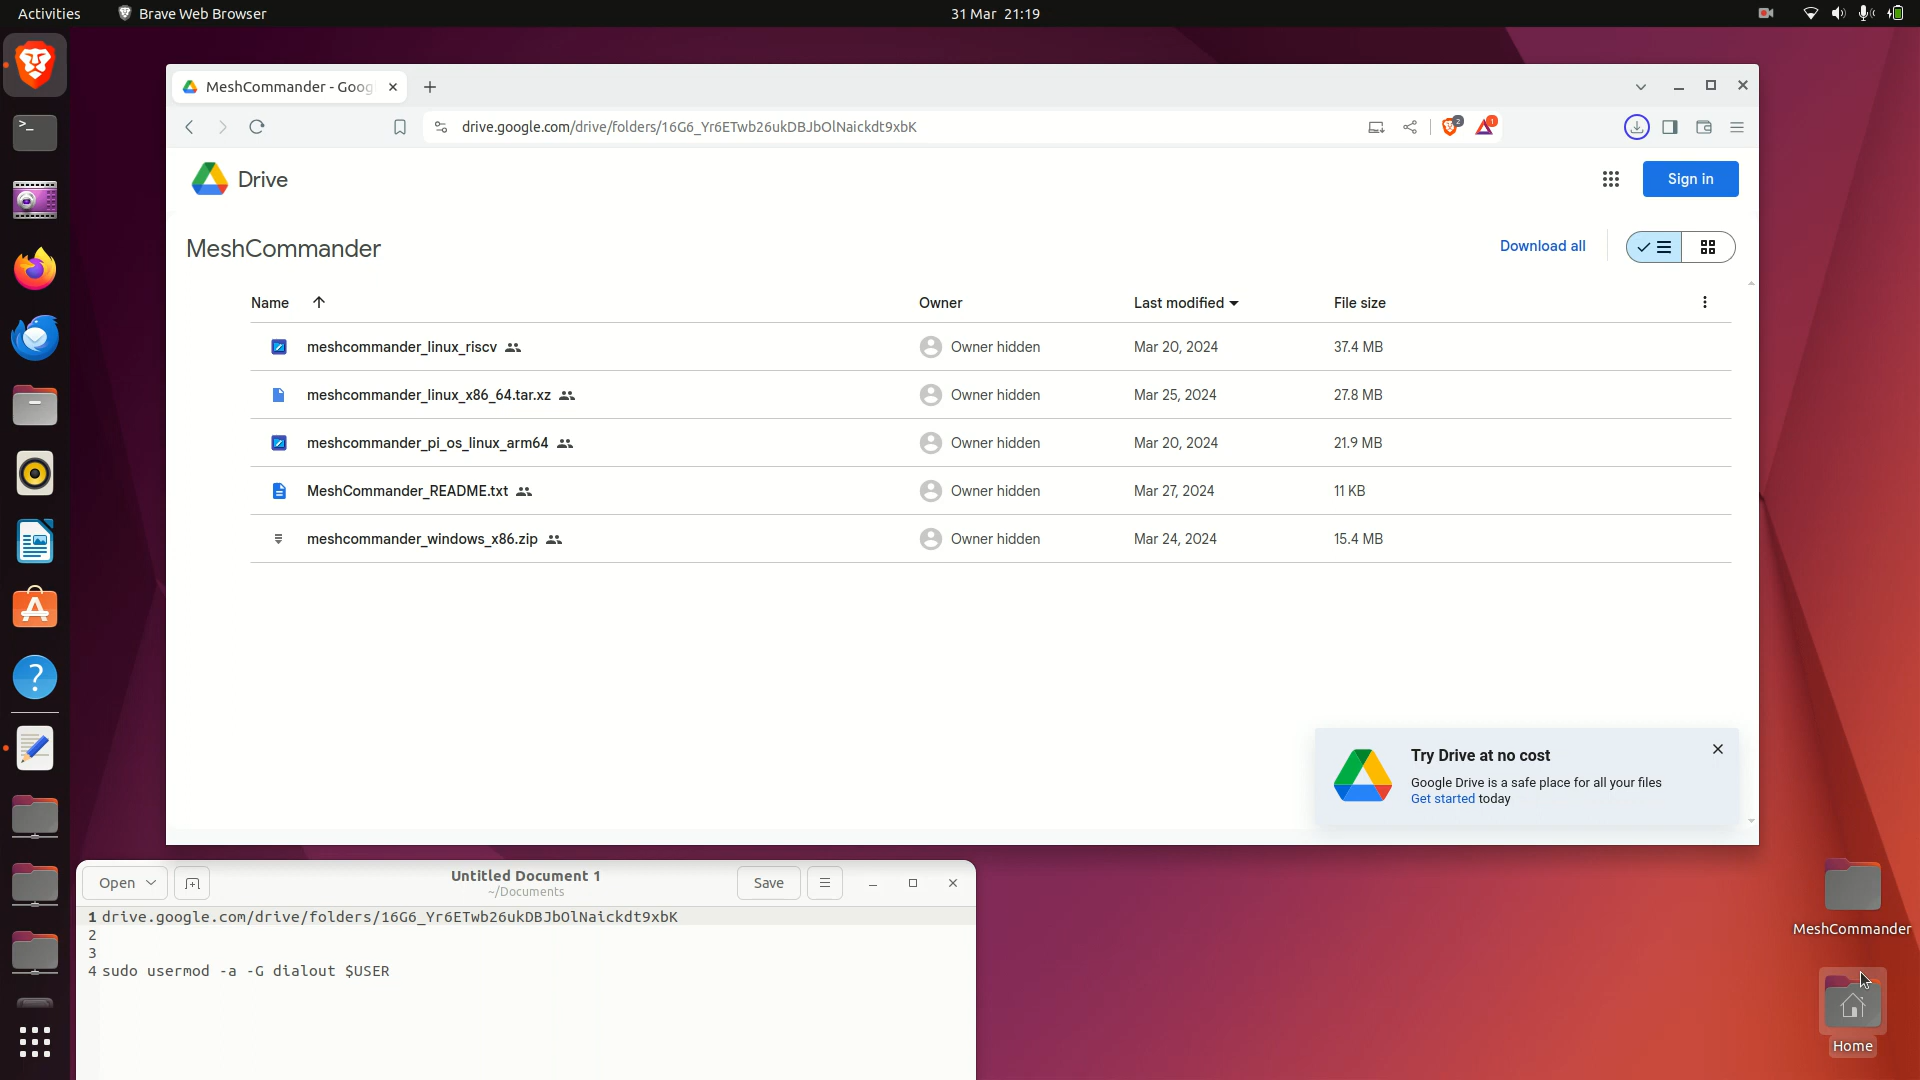 Activities
Brave Web Browser
31 Mar 21:19
MeshCommander - Goog
drive.google.com/drive/folders/16G6_Yr6ETwb26ukDBJbOlNaickdt9xbK
2
1
Drive
Sign in
MeshCommander
Download all
Name
Owner
Last modified
File size
meshcommander_linux_riscv
Owner hidden
Mar 20, 2024
37.4 MB
meshcommander_linux_x86_64.tar.xz
Owner hidden
Mar 25, 2024
27.8 MB
meshcommander_pi_os_linux_arm64
Owner hidden
Mar 20, 2024
21.9 MB
MeshCommander_README.txt
Owner hidden
Mar 27, 2024
11 KB
meshcommander_windows_x86.zip
Owner hidden
Mar 24, 2024
15.4 MB
Try Drive at no cost
Google Drive is a safe place for all your files
Get started today
Open
Untitled Document 1
~/Documents
Save
1 drive.google.com/drive/folders/16G6_Yr6ETwb26ukDBJbOlNaickdt9xbK
2
3
4 sudo usermod -a -G dialout $USER
MeshCommander
Home